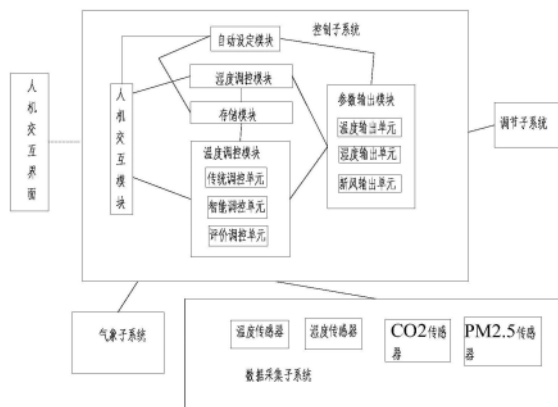 自动设定模块
控制子系统
人机交互界面
人机交互模块
湿度调控模块
存储模块
温度调控模块
传统调控单元
智能调控单元
评价调控单元
参数输出模块
温度输出单元
湿度输出单元
新风输出单元
调节子系统
气象子系统
温度传感器
湿度传感器
CO2传感
器
PM2.5传感
器
数据采集子系统